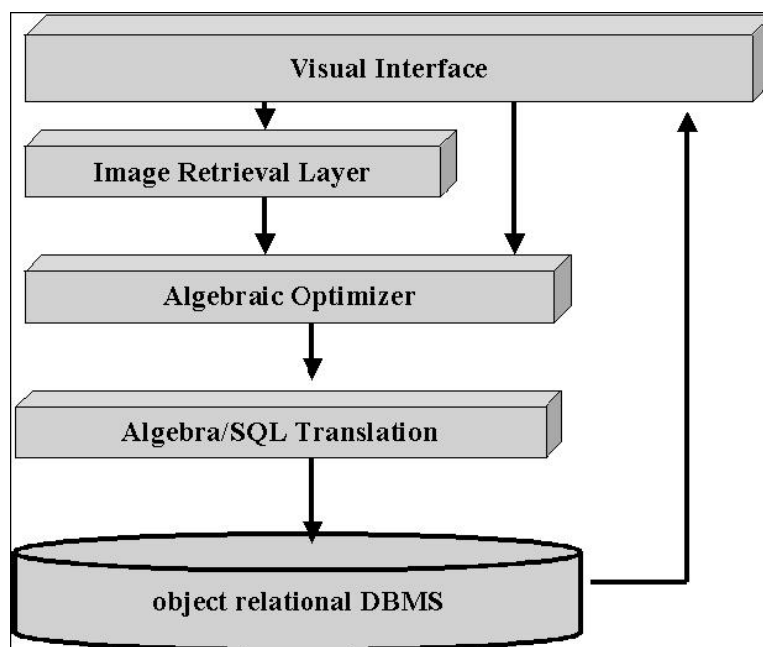 Visual Interface
Image Retrieval Layer
Algebraic Optimizer
Algebra/SQL Translation
object relational DBMS